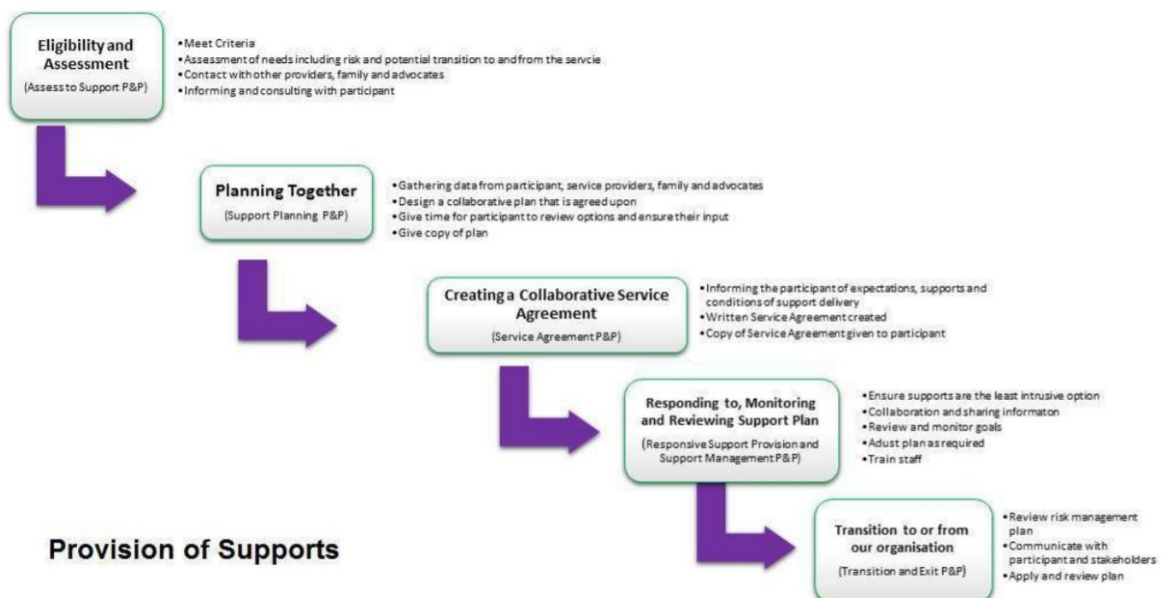 Eligibility and
Assessment
(Assess to Support P&P)
•Meet Criteria
•Assessment of needs including risk and potential transition to and from the servcie
•Contact with other providers, family and advocates
•Informing and consulting with participant
Planning Together
(Support Planning P&P)
•Gathering data from participant, service providers, family and advocates
•Design a collaborative plan that is agreed upon
•Give time for participant to review options and ensure their input
•Give copy of plan
Creating a Collaborative Service
Agreement
(Service Agreement P&P)
•Informing the participant of expectations, supports and
conditions of support delivery
•Written Service Agreement created
•Copy of Service Agreement given to participant
Responding to, Monitoring
and Reviewing Support Plan
(Responsive Support Provision and
Support Management P&P)
•Ensure supports are the least intrusive option
•Collaboration and sharing informaton
•Review and monitor goals
•Adust plan as required
•Train staff
Transition to or from
our organisation
(Transition and Exit P&P)
•Review risk management
plan
•Communicate with
participant and stakeholders
•Apply and review plan
Provision of Supports